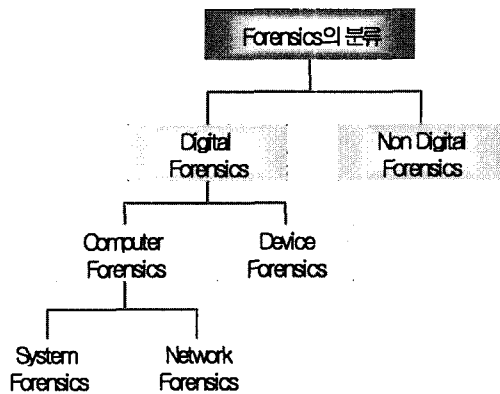 Forensics의 분류
Digital
Forensics
Non Digital
Forensics
Computer
Forensics
Device
Forensics
System
Forensics
Network
Forensics